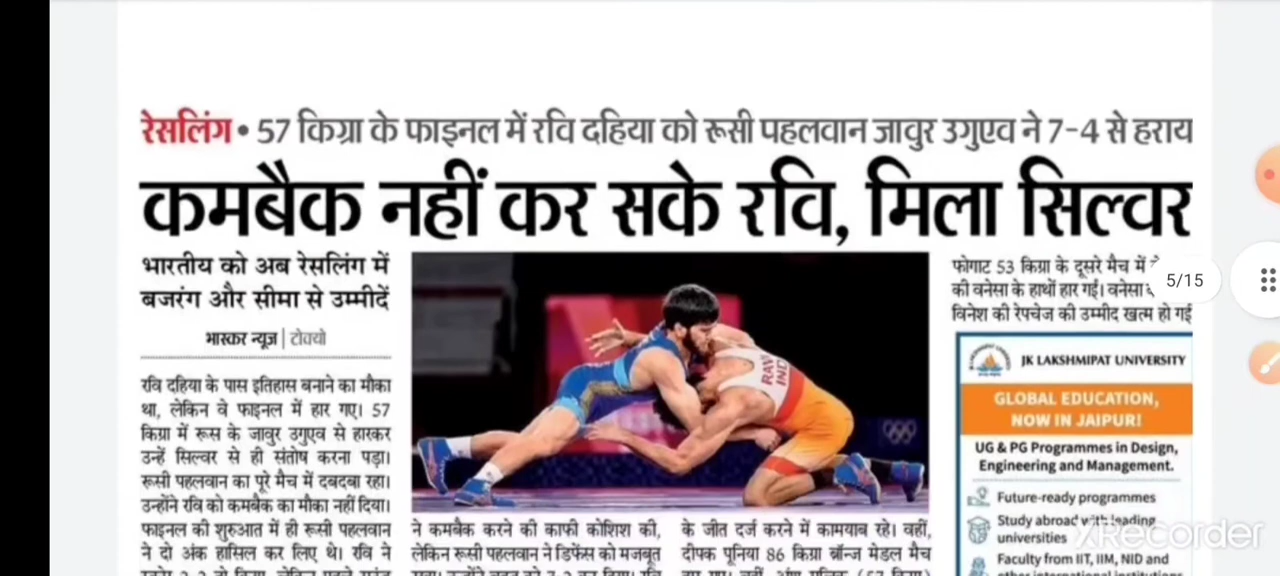 रेसलिंग • 57 किग्रा के फाइनल में रवि दहिया को रूसी पहलवान जावुर उगुएव ने 7-4 से हराय
कमबैक नहीं कर सके रवि, मिला सिल्वर
भारतीय को अब रेसलिंग में
बजरंग और सीमा से उम्मीदें
भास्कर न्यूज | टोक्यो
रवि दहिया के पास इतिहास बनाने का मौका
था, लेकिन वे फाइनल में हार गए। 57
किग्रा में रूस के जावुर उगुएव से हारकर
उन्हें सिल्वर से ही संतोष करना पड़ा।
रूसी पहलवान का पूरे मैच में दबदबा रहा।
उन्होंने रवि को कमबैक का मौका नहीं दिया।
फाइनल की शुरुआत में ही रूसी पहलवान
ने दो अंक हासिल कर लिए थे। रवि ने
RAVI
IND
ने कमबैक करने की काफी कोशिश की,
लेकिन रूसी पहलवान ने डिफेंस को मजबूत
के जीत दर्ज करने में कामयाब रहे। वहीं,
दीपक पूनिया 86 किग्रा ब्रॉन्ज मेडल मैच
फोगाट 53 किग्रा के दूसरे मैच में
की वनेसा के हाथों हार गईं। वनेसा
विनेश की रेपचेज की उम्मीद खत्म हो गई
5/15
JK LAKSHMIPAT UNIVERSITY
GLOBAL EDUCATION,
NOW IN JAIPUR!
UG & PG Programmes in Design,
Engineering and Management.
Future-ready programmes
Study abroad with leading
universities
Faculty from IIT, IIM, NID and
other international institutions
XRecorder